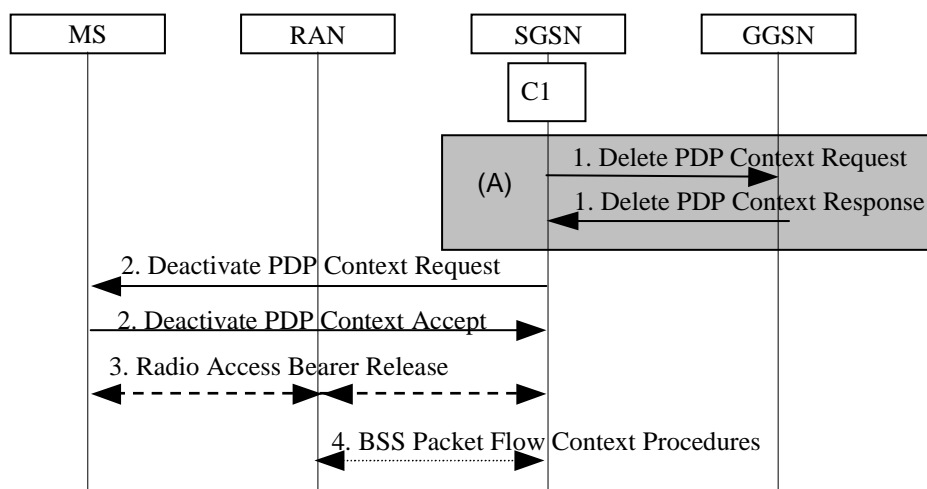 MS
RAN
SGSN
GGSN
C1
1. Delete PDP Context Request
(A)
1. Delete PDP Context Response
2. Deactivate PDP Context Request
2. Deactivate PDP Context Accept
3. Radio Access Bearer Release
4. BSS Packet Flow Context Procedures